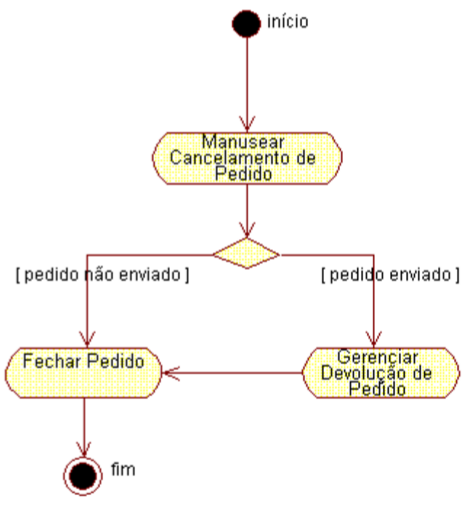 início
Manusear
Cancelamento de
Pedido
[ pedido não enviado ]
[ pedido enviado ]
Fechar Pedido
Gerenciar
Devolução de
Pedido
fim